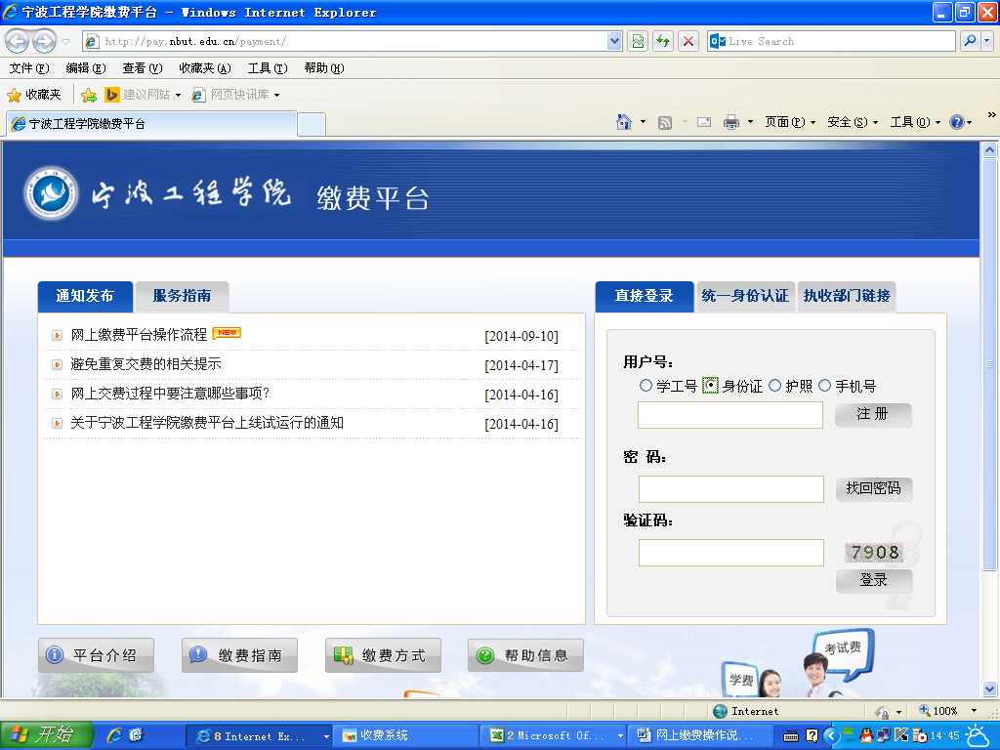 宁波工程学院缴费平台 - Windows Internet Explorer
http://pay.nbut.edu.cn/payment/
Live Search
文件(F) 编辑(E) 查看(V) 收藏夹(A) 工具(T) 帮助(H)
收藏夹 建议网站 网页快讯库
宁波工程学院缴费平台
页面(P) 安全(S) 工具(O) »
宁波工程学院 缴费平台
通知发布 服务指南
网上缴费平台操作流程 NEW [2014-09-10]
避免重复交费的相关提示 [2014-04-17]
网上交费过程中要注意哪些事项? [2014-04-16]
关于宁波工程学院缴费平台上线试运行的通知 [2014-04-16]
直接登录 统一身份认证 执收部门链接
用户号:
学工号 身份证 护照 手机号
注 册
密 码:
找回密码
验证码:
7908
登录
平台介绍 缴费指南 缴费方式 帮助信息
考试费
学费
Internet 100%
开始 8 Internet Ex... 收费系统 2 Microsoft Of... 网上缴费操作说... 14:45